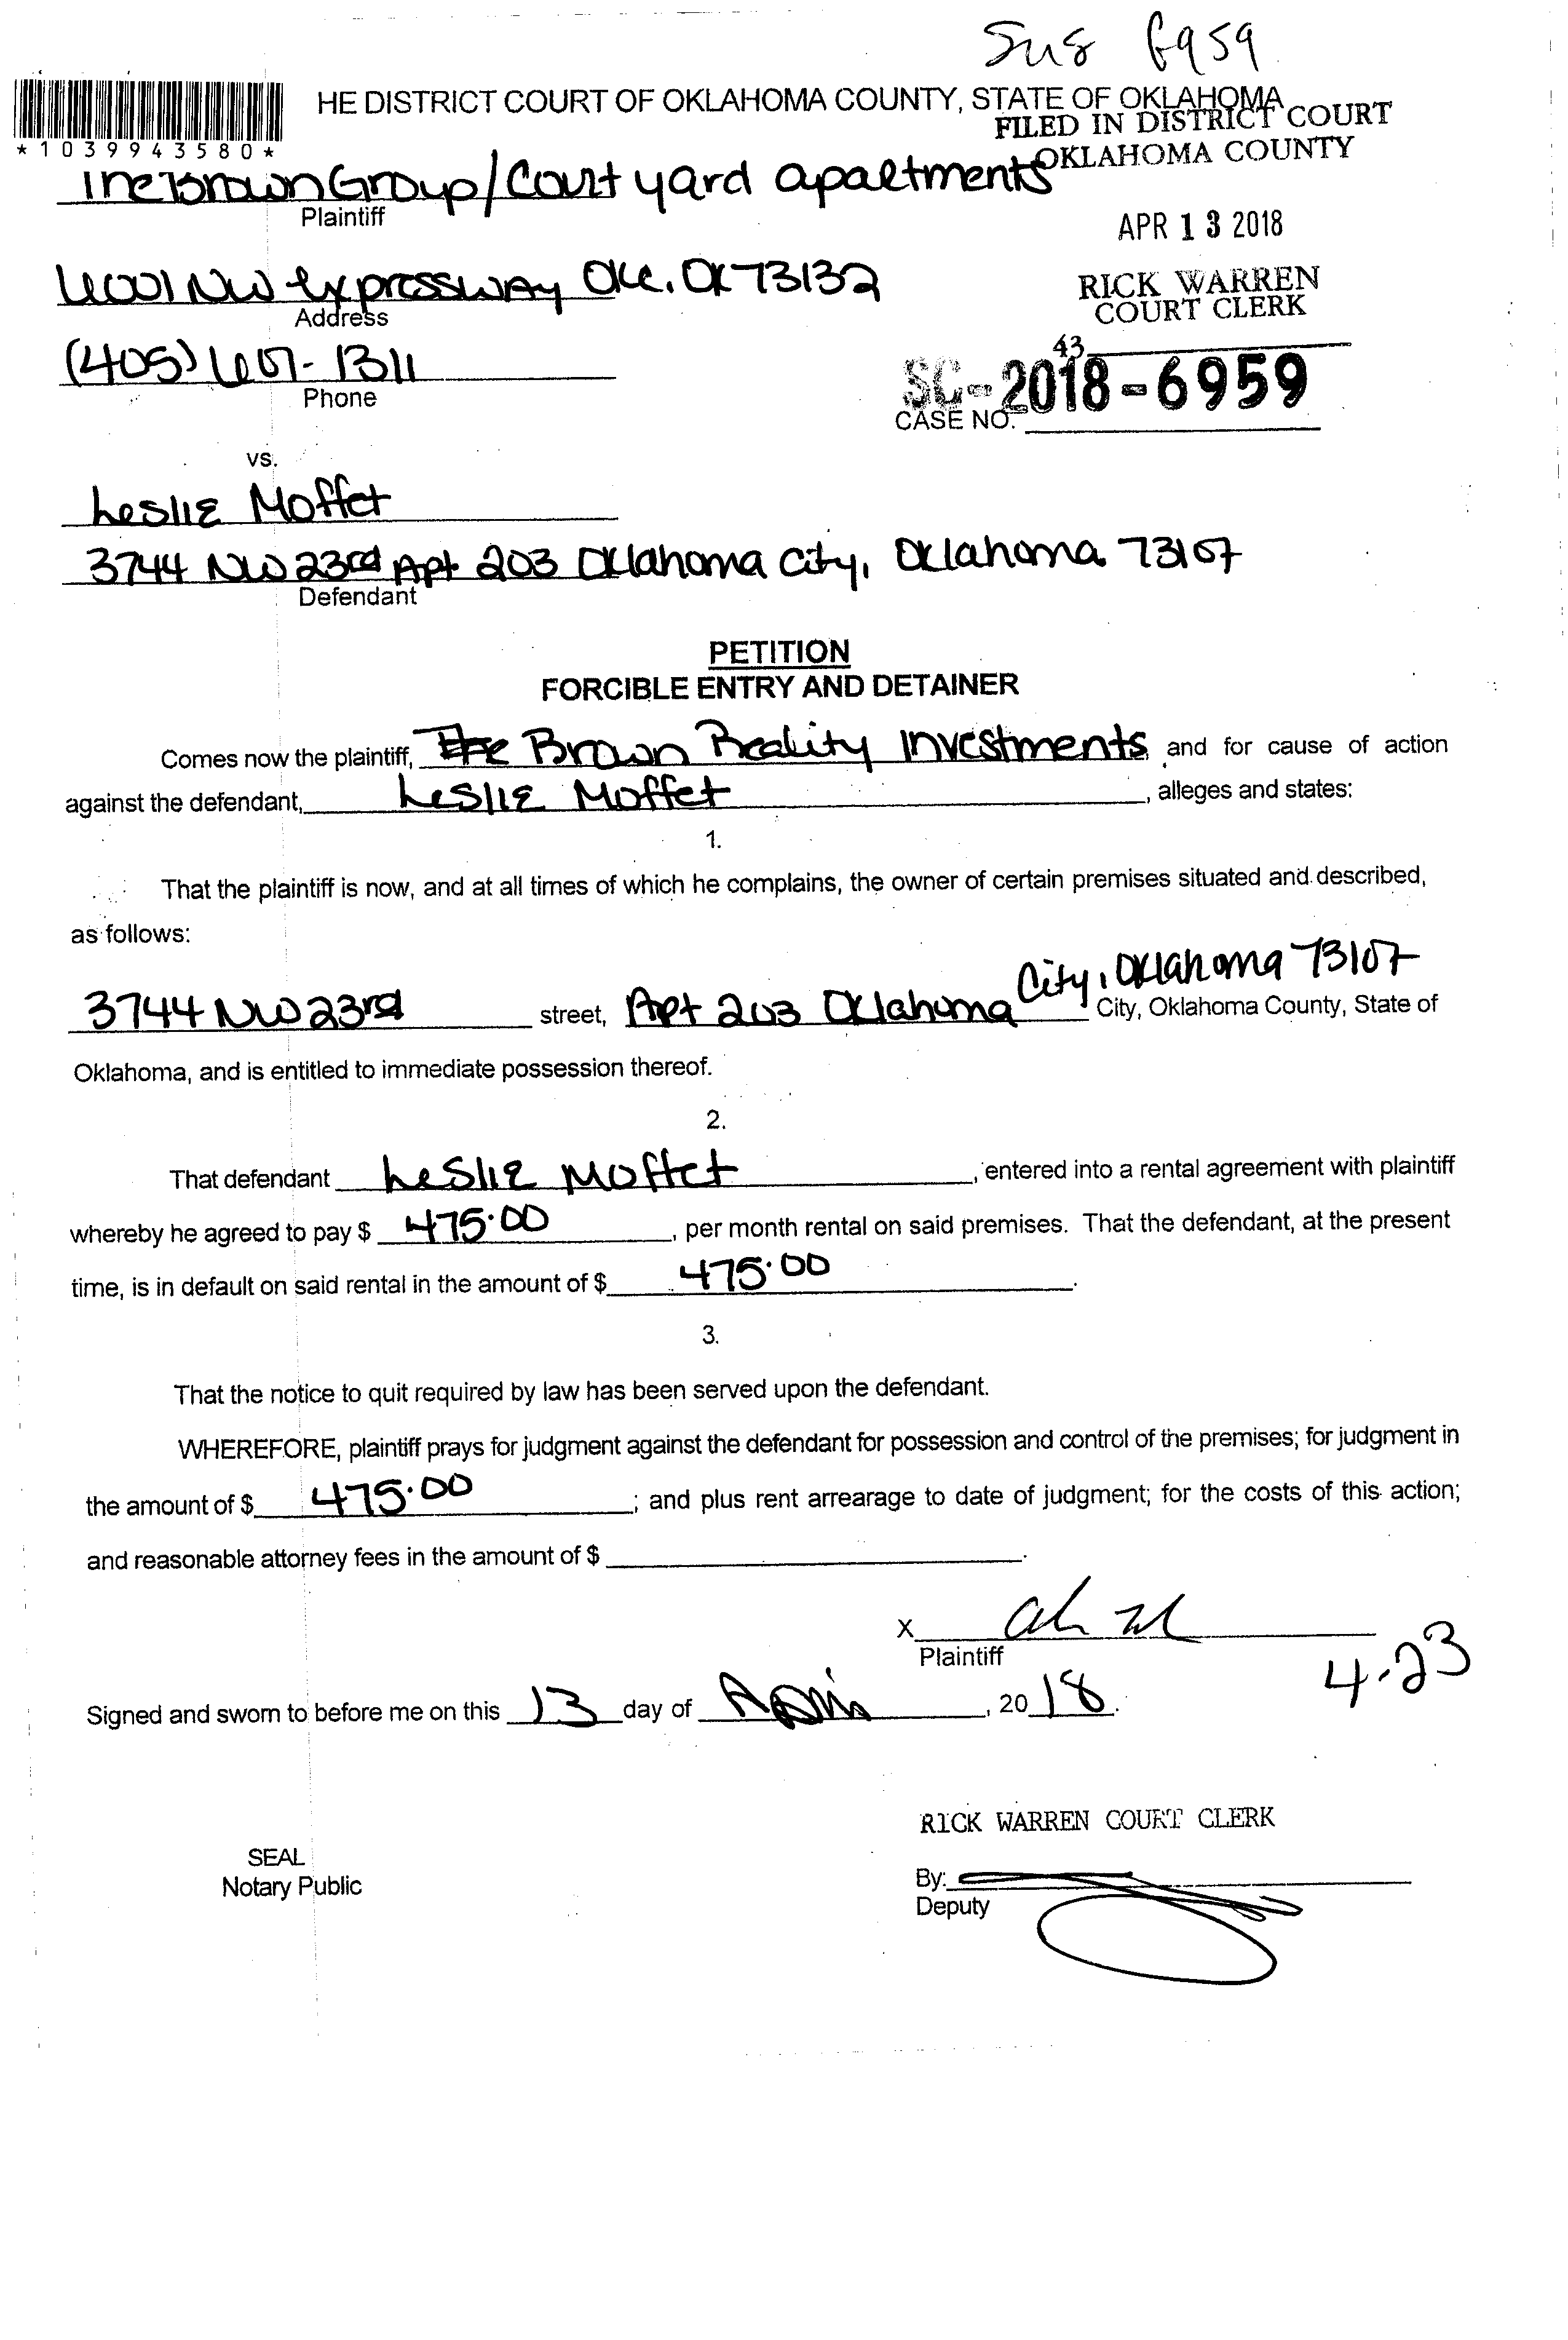 6959
HE DISTRICT COURT OF OKLAHOMA COUNTY, STATE OF OKLAHOMA
FILED IN DISTRICT COURT
OKLAHOMA COUNTY
*1039943580*
The Brown Group/Court yard apartments
Plaintiff
APR 13 2018
6001 NW expressway OKC. OK 73132
Address
RICK WARREN
COURT CLERK
(405) 607-1311
Phone
43
SC-2018-6959
CASE NO.
vs.
Leslie Moffet
3744 NW 23rd Apt 203 Oklahoma City, Oklahoma 73107
Defendant
PETITION
FORCIBLE ENTRY AND DETAINER
Comes now the plaintiff, The Brown Reality Investments, and for cause of action
against the defendant, Leslie Moffet, alleges and states:
1.
That the plaintiff is now, and at all times of which he complains, the owner of certain premises situated and described,
as follows:
City, Oklahoma 73107
3744 NW 23rd street, Apt 203 Oklahoma City, Oklahoma County, State of
Oklahoma, and is entitled to immediate possession thereof.
2.
That defendant Leslie Moffet, entered into a rental agreement with plaintiff
whereby he agreed to pay $ 475.00, per month rental on said premises. That the defendant, at the present
time, is in default on said rental in the amount of $ 475.00.
3.
That the notice to quit required by law has been served upon the defendant.
WHEREFORE, plaintiff prays for judgment against the defendant for possession and control of the premises; for judgment in
the amount of $ 475.00; and plus rent arrearage to date of judgment; for the costs of this action;
and reasonable attorney fees in the amount of $
X
Plaintiff
4-23
Signed and sworn to before me on this 13 day of April, 2018.
RICK WARREN COURT CLERK
SEAL
Notary Public
By:
Deputy